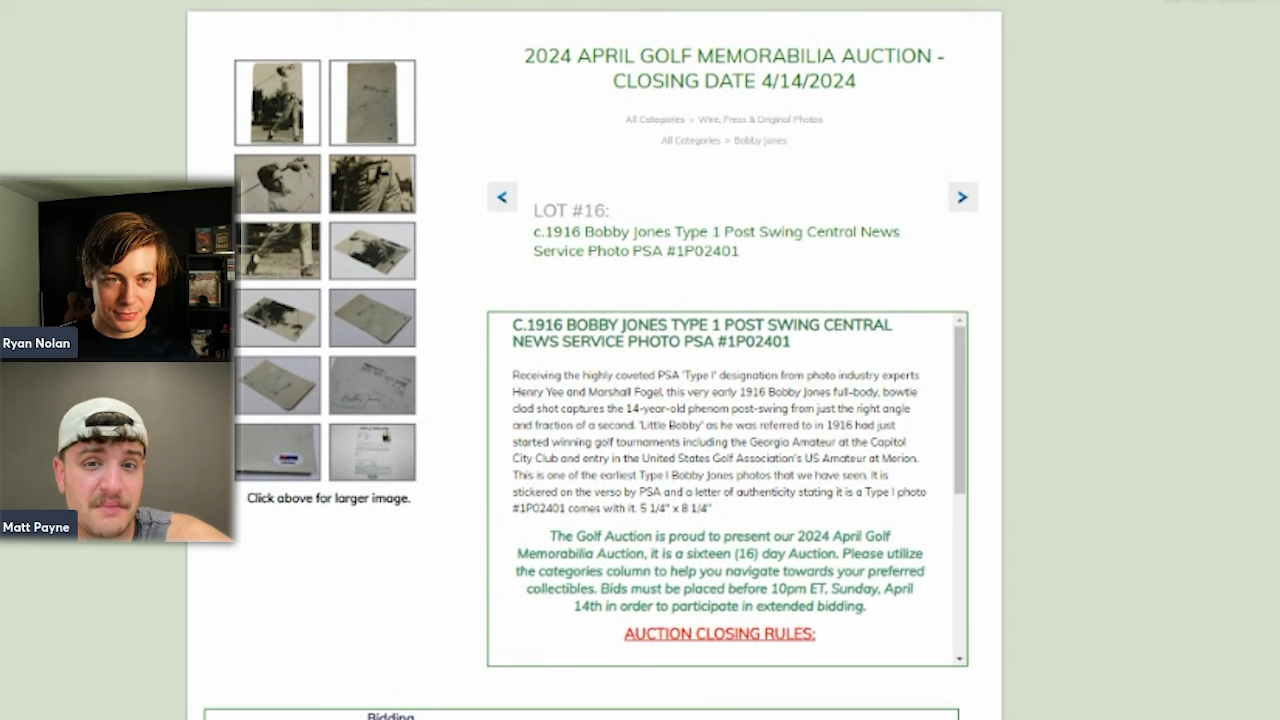 2024 APRIL GOLF MEMORABILIA AUCTION -
CLOSING DATE 4/14/2024
All Categories > Wire, Press & Original Photos
All Categories > Bobby Jones
<
>
LOT #16:
c.1916 Bobby Jones Type 1 Post Swing Central News
Service Photo PSA #1P02401
C.1916 BOBBY JONES TYPE 1 POST SWING CENTRAL
NEWS SERVICE PHOTO PSA #1P02401
Receiving the highly coveted PSA 'Type I' designation from photo industry experts
Henry Yee and Marshall Fogel, this very early 1916 Bobby Jones full-body, bowtie
clad shot captures the 14-year-old phenom post-swing from just the right angle
and fraction of a second. 'Little Bobby' as he was referred to in 1916 had just
started winning golf tournaments including the Georgia Amateur at the Capitol
City Club and entry in the United States Golf Association's US Amateur at Merion.
This is one of the earliest Type I Bobby Jones photos that we have seen. It is
stickered on the verso by PSA and a letter of authenticity stating it is a Type I photo
#1P02401 comes with it. 5 1/4" x 8 1/4"
The Golf Auction is proud to present our 2024 April Golf
Memorabilia Auction, it is a sixteen (16) day Auction. Please utilize
the categories column to help you navigate towards your preferred
collectibles. Bids must be placed before 10pm ET, Sunday, April
14th in order to participate in extended bidding.
AUCTION CLOSING RULES:
Click above for larger image.
Ryan Nolan
Matt Payne
Bidding